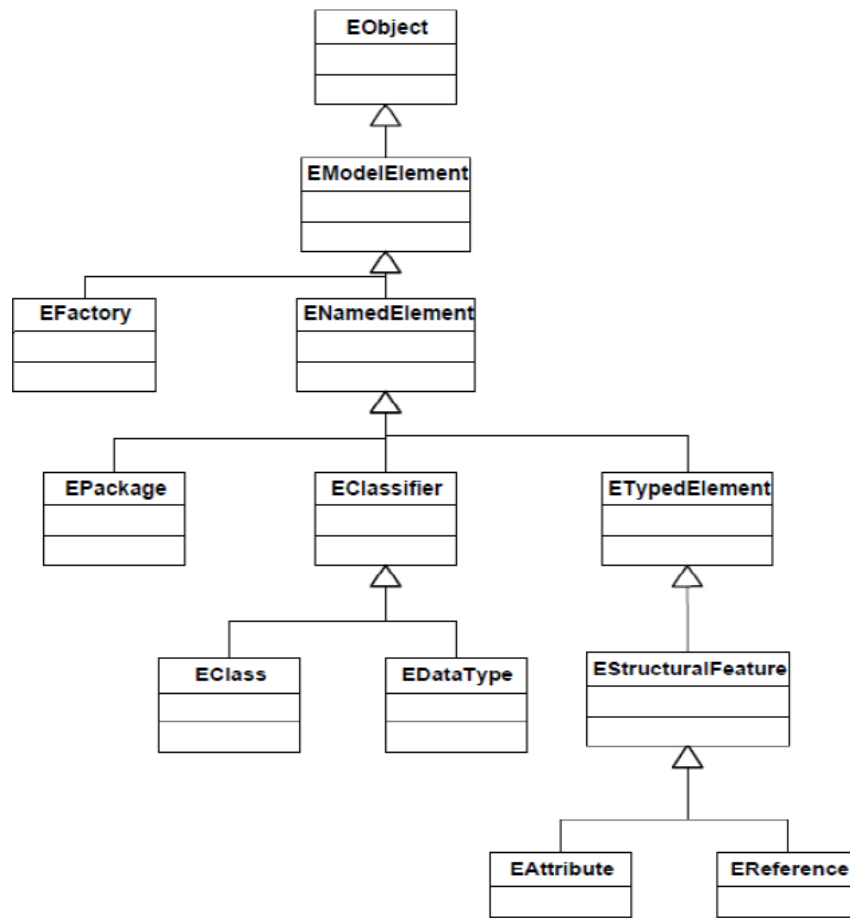 EObject
EModelElement
EFactory
ENamedElement
EPackage
EClassifier
ETypedElement
EClass
EDataType
EStructuralFeature
EAttribute
EReference